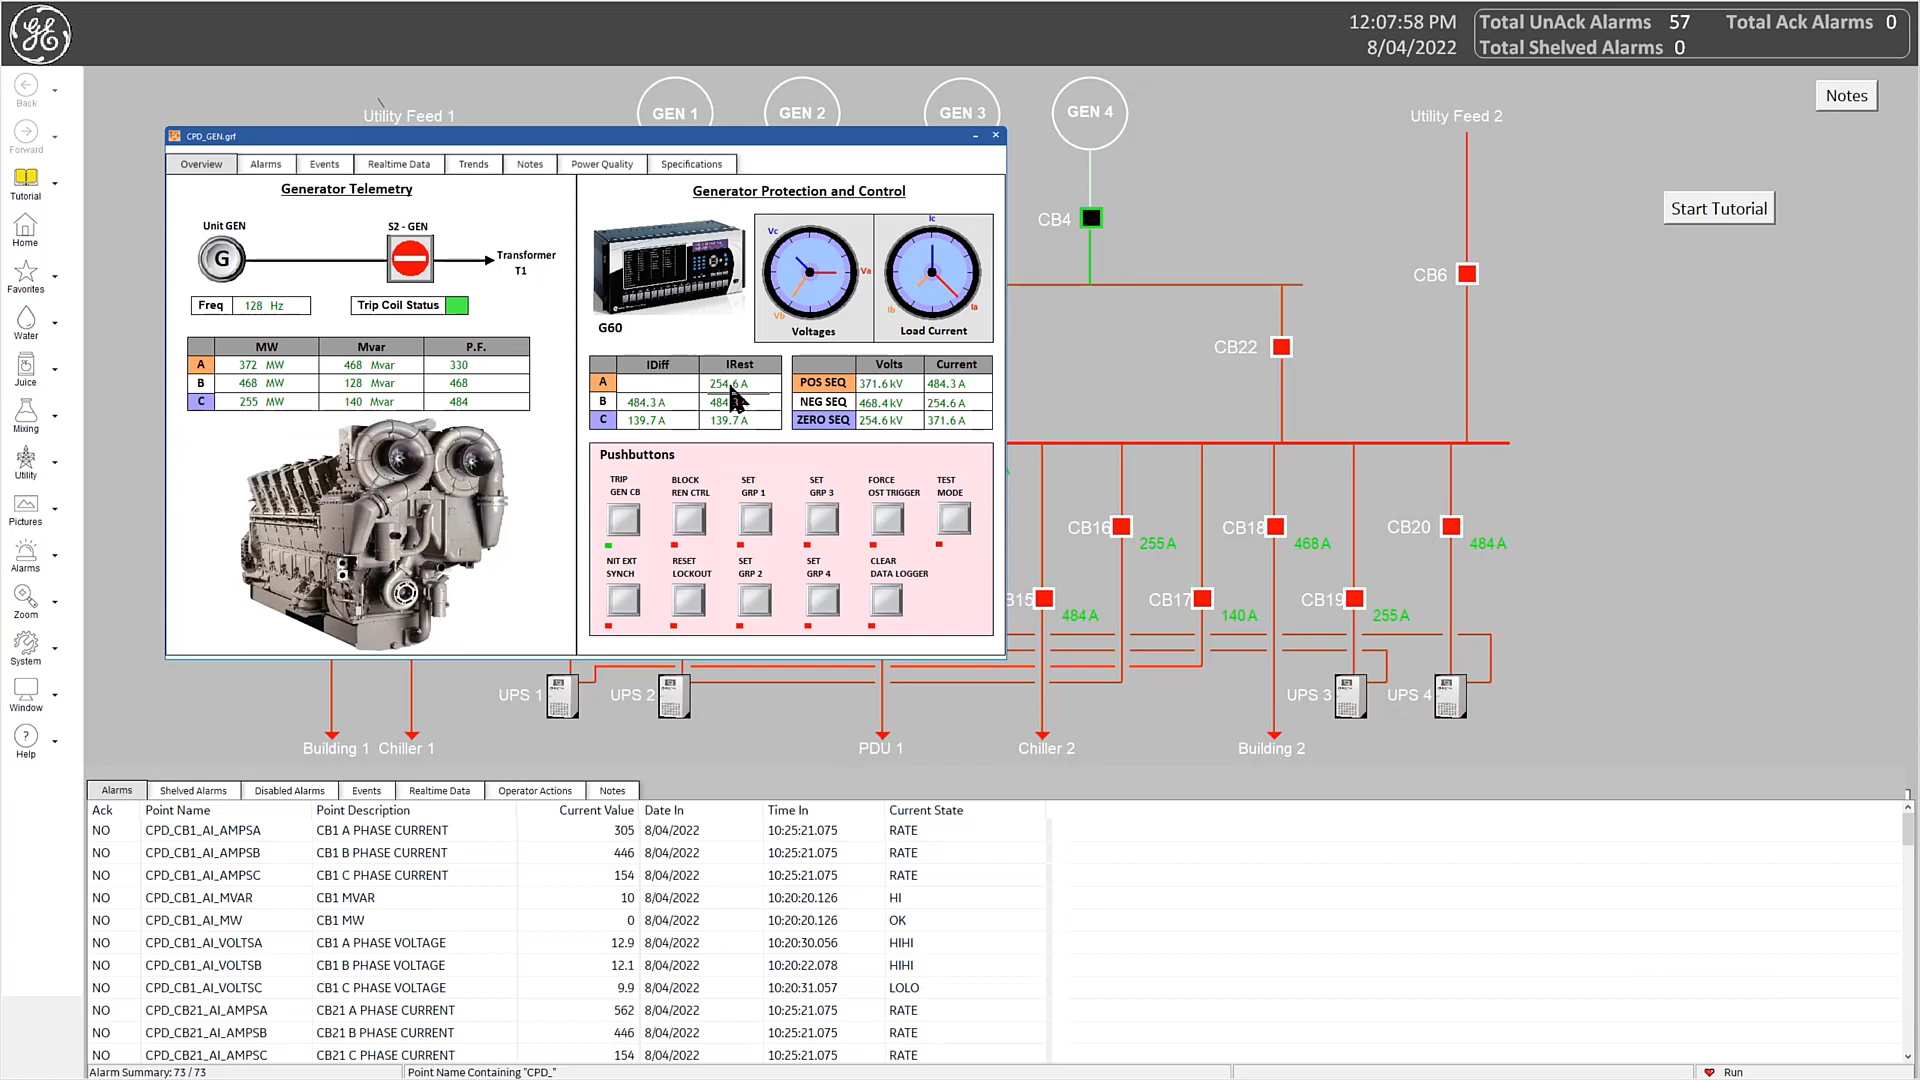 12:07:58 PM
8/04/2022
Total UnAck Alarms 57 Total Ack Alarms 0
Total Shelved Alarms 0
Back
Forward
Tutorial
Home
Favorites
Water
Juice
Mixing
Utility
Pictures
Alarms
Zoom
System
Window
Help
Notes
Start Tutorial
Utility Feed 1
GEN 1
GEN 2
GEN 3
GEN 4
Utility Feed 2
CB4
CB6
CB22
CPD_GEN.grf
Overview Alarms Events Realtime Data Trends Notes Power Quality Specifications
Generator Telemetry
Unit GEN
S2 - GEN
G
Transformer
T1
Freq 128 Hz
Trip Coil Status
MW Mvar P.F.
A 372 MW 468 Mvar 330
B 468 MW 128 Mvar 468
C 255 MW 140 Mvar 484
Generator Protection and Control
G60
Vc
Va
Vb
Voltages
Ic
Ib
Ia
Load Current
IDiff IRest
A 254.6 A
B 484.3 A
C 139.7 A 139.7 A
Volts Current
POS SEQ 371.6 kV 484.3 A
NEG SEQ 468.4 kV 254.6 A
ZERO SEQ 254.6 kV 371.6 A
Pushbuttons
TRIP
GEN CB
BLOCK
REN CTRL
SET
GRP 1
SET
GRP 3
FORCE
OST TRIGGER
TEST
MODE
NIT EXT
SYNCH
RESET
LOCKOUT
SET
GRP 2
SET
GRP 4
CLEAR
DATA LOGGER
CB16
255 A
CB18
468 A
CB20
484 A
B15
484 A
CB17
140 A
CB19
255 A
UPS 1
UPS 2
UPS 3
UPS 4
Building 1
Chiller 1
PDU 1
Chiller 2
Building 2
Alarms Shelved Alarms Disabled Alarms Events Realtime Data Operator Actions Notes
Ack Point Name Point Description Current Value Date In Time In Current State
NO CPD_CB1_AI_AMPSA CB1 A PHASE CURRENT 305 8/04/2022 10:25:21.075 RATE
NO CPD_CB1_AI_AMPSB CB1 B PHASE CURRENT 446 8/04/2022 10:25:21.075 RATE
NO CPD_CB1_AI_AMPSC CB1 C PHASE CURRENT 154 8/04/2022 10:25:21.075 RATE
NO CPD_CB1_AI_MVAR CB1 MVAR 10 8/04/2022 10:20:20.126 HI
NO CPD_CB1_AI_MW CB1 MW 0 8/04/2022 10:20:20.126 OK
NO CPD_CB1_AI_VOLTSA CB1 A PHASE VOLTAGE 12.9 8/04/2022 10:20:30.056 HIHI
NO CPD_CB1_AI_VOLTSB CB1 B PHASE VOLTAGE 12.1 8/04/2022 10:20:22.078 HIHI
NO CPD_CB1_AI_VOLTSC CB1 C PHASE VOLTAGE 9.9 8/04/2022 10:20:31.057 LOLO
NO CPD_CB21_AI_AMPSA CB21 A PHASE CURRENT 562 8/04/2022 10:25:21.075 RATE
NO CPD_CB21_AI_AMPSB CB21 B PHASE CURRENT 446 8/04/2022 10:25:21.075 RATE
NO CPD_CB21_AI_AMPSC CB21 C PHASE CURRENT 154 8/04/2022 10:25:21.075 RATE
Alarm Summary: 73 / 73
Point Name Containing "CPD_"
Run